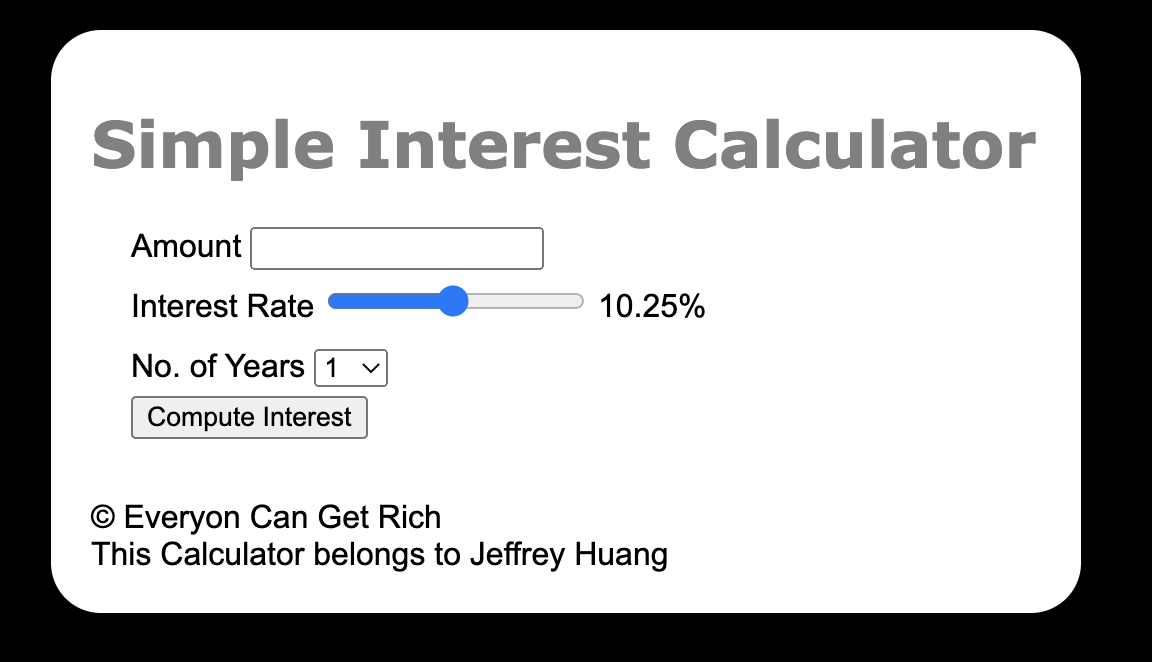 Simple Interest Calculator
Amount
Interest Rate 10.25%
No. of Years 1
Compute Interest
© Everyon Can Get Rich
This Calculator belongs to Jeffrey Huang